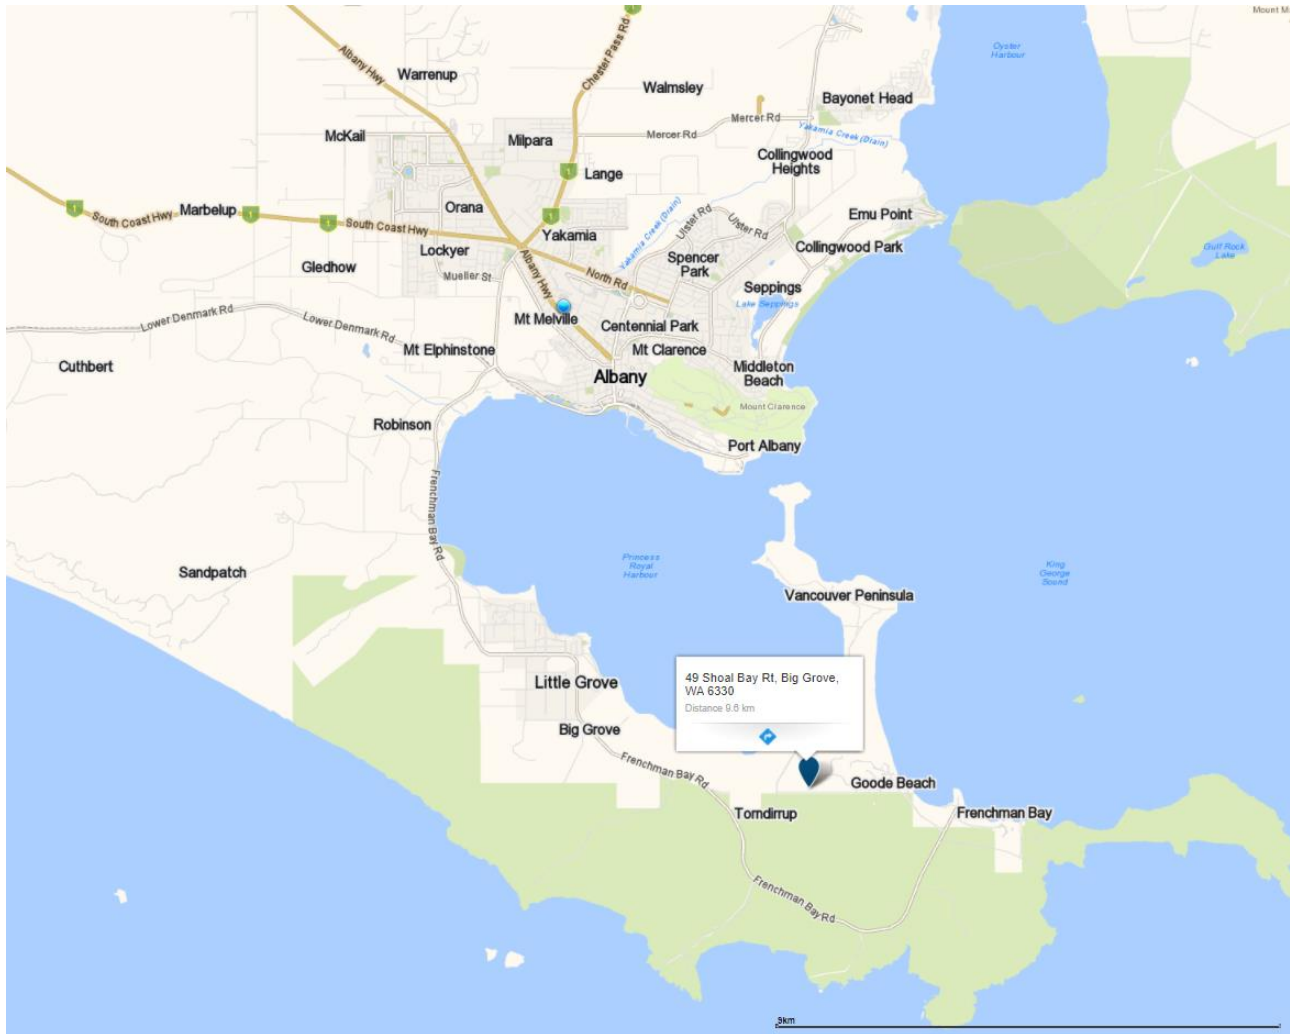 Mount M
Oyster
Harbour
Albany Hwy
Chester Pass Rd
Warrenup
Walmsley
Bayonet Head
Mercer Rd
McKail
Milpara
Mercer Rd
Yakamia Creek (Drain)
Collingwood
Heights
1
Lange
1
South Coast Hwy
Marbelup
1
1
South Coast Hwy
Orana
1
Yakamia
Yakamia Creek (Drain)
Ulster Rd
Ulster Rd
Emu Point
Collingwood Park
Gull Rock
Lake
Lockyer
Gledhow
Mueller St
Albany Hwy
North Rd
Spencer
Park
Seppings
Lake Seppings
Lower Denmark Rd
Lower Denmark Rd
Mt Melville
Centennial Park
Mt Elphinstone
Mt Clarence
Cuthbert
Albany
Middleton
Beach
Mount Clarence
Robinson
Port Albany
Frenchman Bay Rd
Princess
Royal
Harbour
King
George
Sound
Sandpatch
Vancouver Peninsula
49 Shoal Bay Rt, Big Grove,
WA 6330
Distance 9.6 km
Little Grove
Big Grove
Frenchman Bay Rd
Goode Beach
Torndirrup
Frenchman Bay
Frenchman Bay Rd
5km